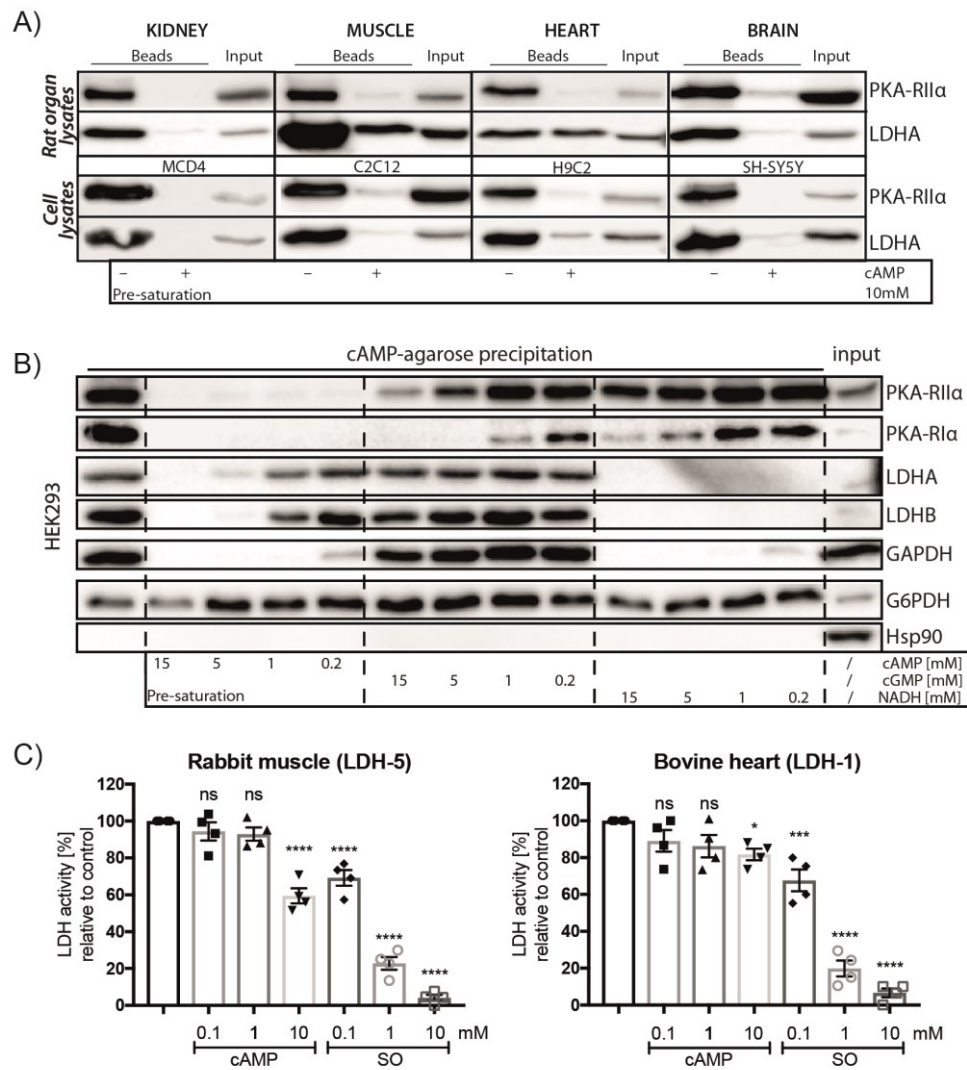 A)
KIDNEY MUSCLE HEART BRAIN
Beads Input Beads Input Beads Input Beads Input
Rat organ lysates
PKA-RIIα
LDHA
MCD4 C2C12 H9C2 SH-SY5Y
Cell lysates
PKA-RIIα
LDHA
– + – + – + – + cAMP
Pre-saturation 10mM
B)
cAMP-agarose precipitation input
HEK293
PKA-RIIα
PKA-RIα
LDHA
LDHB
GAPDH
G6PDH
Hsp90
15 5 1 0.2 / cAMP [mM]
15 5 1 0.2 / cGMP [mM]
Pre-saturation 15 5 1 0.2 / NADH [mM]
C)
Rabbit muscle (LDH-5)
LDH activity [%]
relative to control
120
100
80
60
40
20
0
ns ns **** **** **** ****
0.1 1 10 0.1 1 10 mM
cAMP SO
Bovine heart (LDH-1)
LDH activity [%]
relative to control
120
100
80
60
40
20
0
ns ns * *** **** ****
0.1 1 10 0.1 1 10 mM
cAMP SO